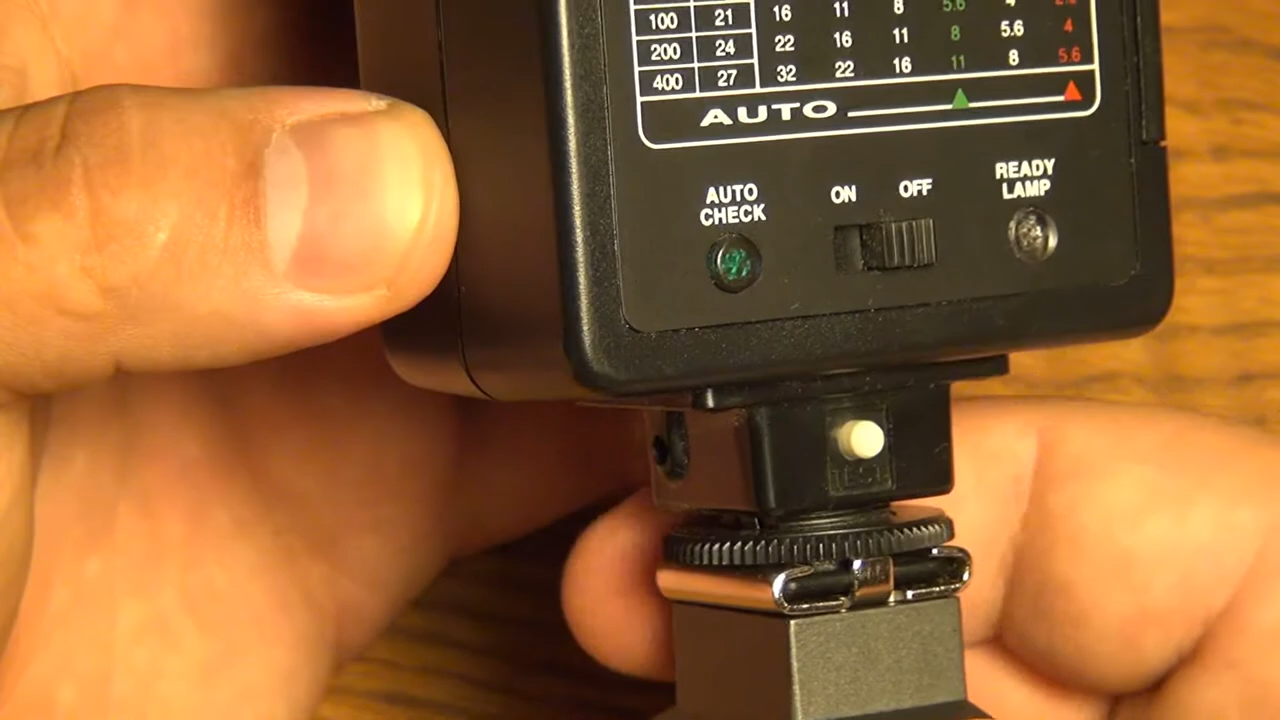 100 21 16 11 8 5.6 4
200 24 22 16 11 8 5.6 4
400 27 32 22 16 11 8 5.6
AUTO
AUTO CHECK
ON OFF
READY LAMP
TEST